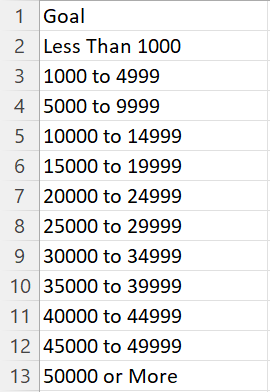 1 Goal
2 Less Than 1000
3 1000 to 4999
4 5000 to 9999
5 10000 to 14999
6 15000 to 19999
7 20000 to 24999
8 25000 to 29999
9 30000 to 34999
10 35000 to 39999
11 40000 to 44999
12 45000 to 49999
13 50000 or More